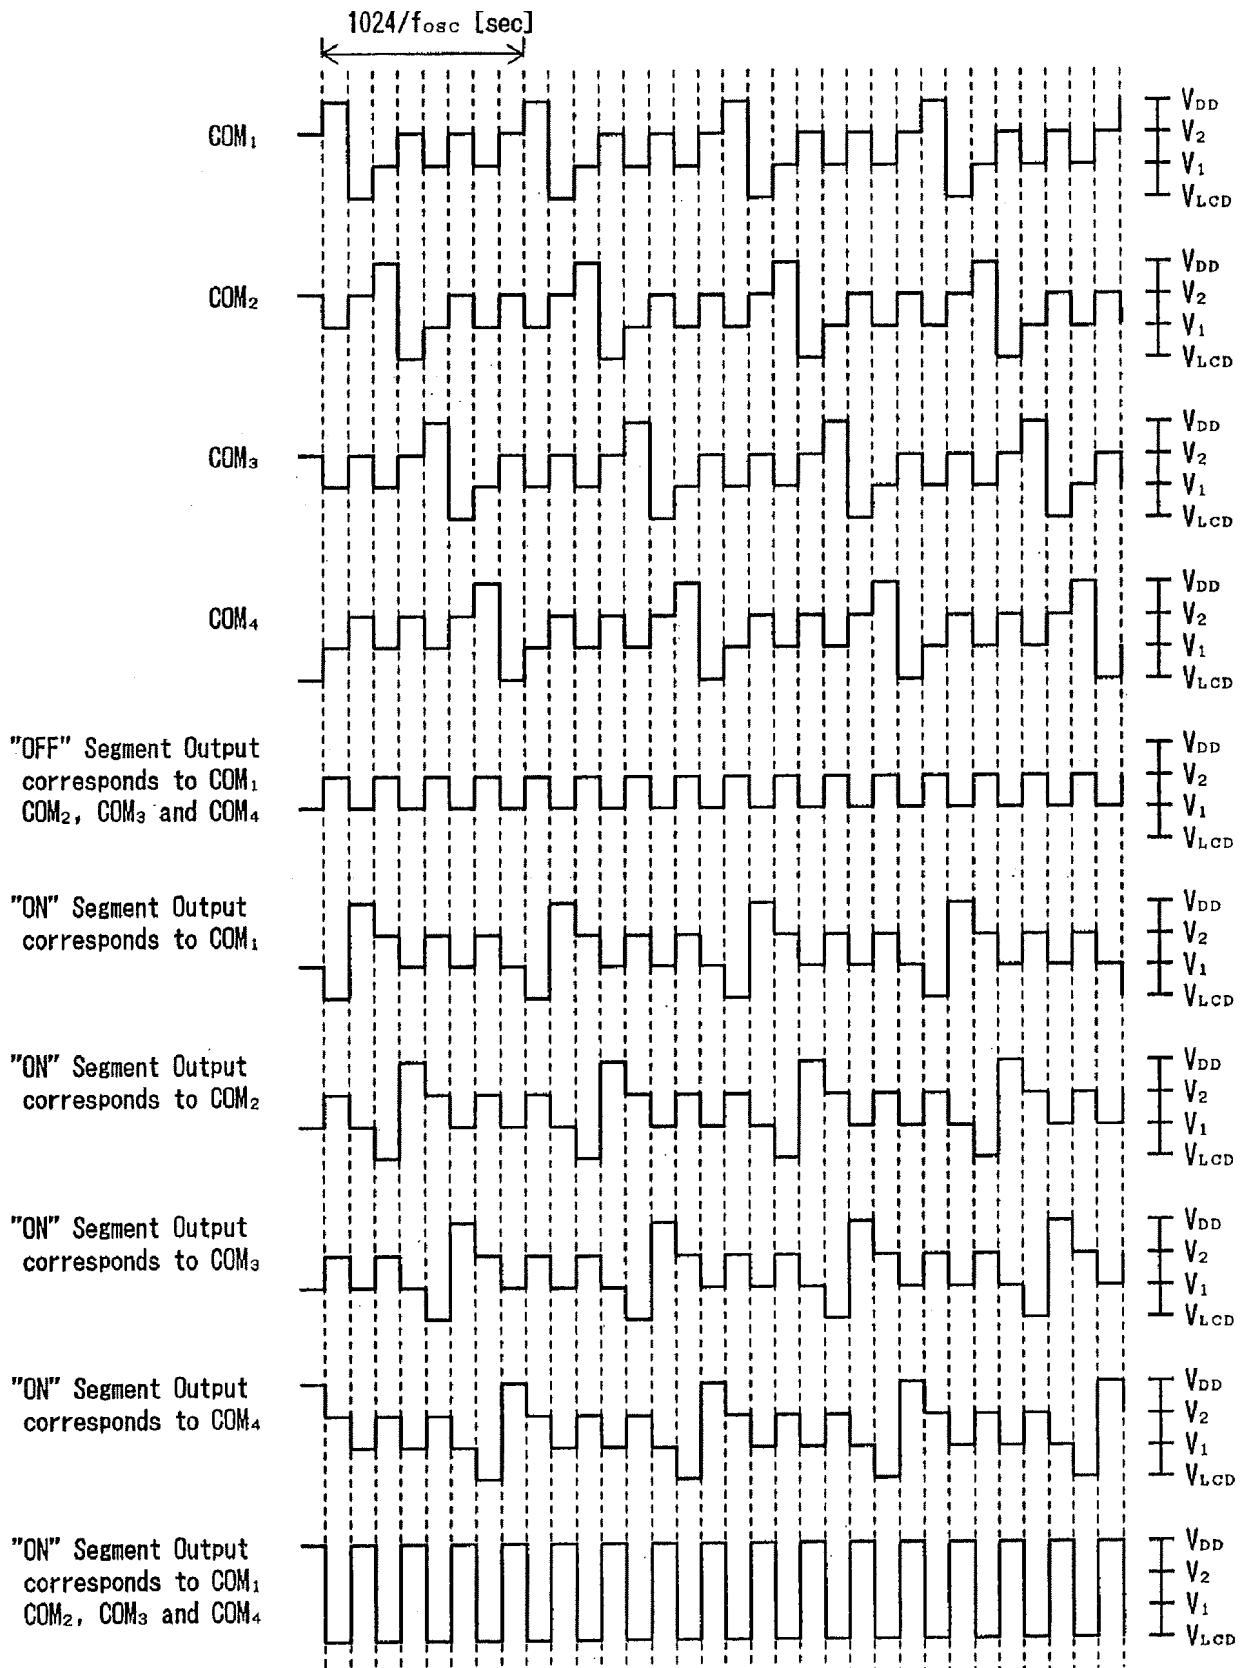 1024/fosc [sec]
COM₁
VDD
V₂
V₁
VLCD
COM₂
VDD
V₂
V₁
VLCD
COM₃
VDD
V₂
V₁
VLCD
COM₄
VDD
V₂
V₁
VLCD
"OFF" Segment Output
corresponds to COM₁
COM₂, COM₃ and COM₄
VDD
V₂
V₁
VLCD
"ON" Segment Output
corresponds to COM₁
VDD
V₂
V₁
VLCD
"ON" Segment Output
corresponds to COM₂
VDD
V₂
V₁
VLCD
"ON" Segment Output
corresponds to COM₃
VDD
V₂
V₁
VLCD
"ON" Segment Output
corresponds to COM₄
VDD
V₂
V₁
VLCD
"ON" Segment Output
corresponds to COM₁
COM₂, COM₃ and COM₄
VDD
V₂
V₁
VLCD